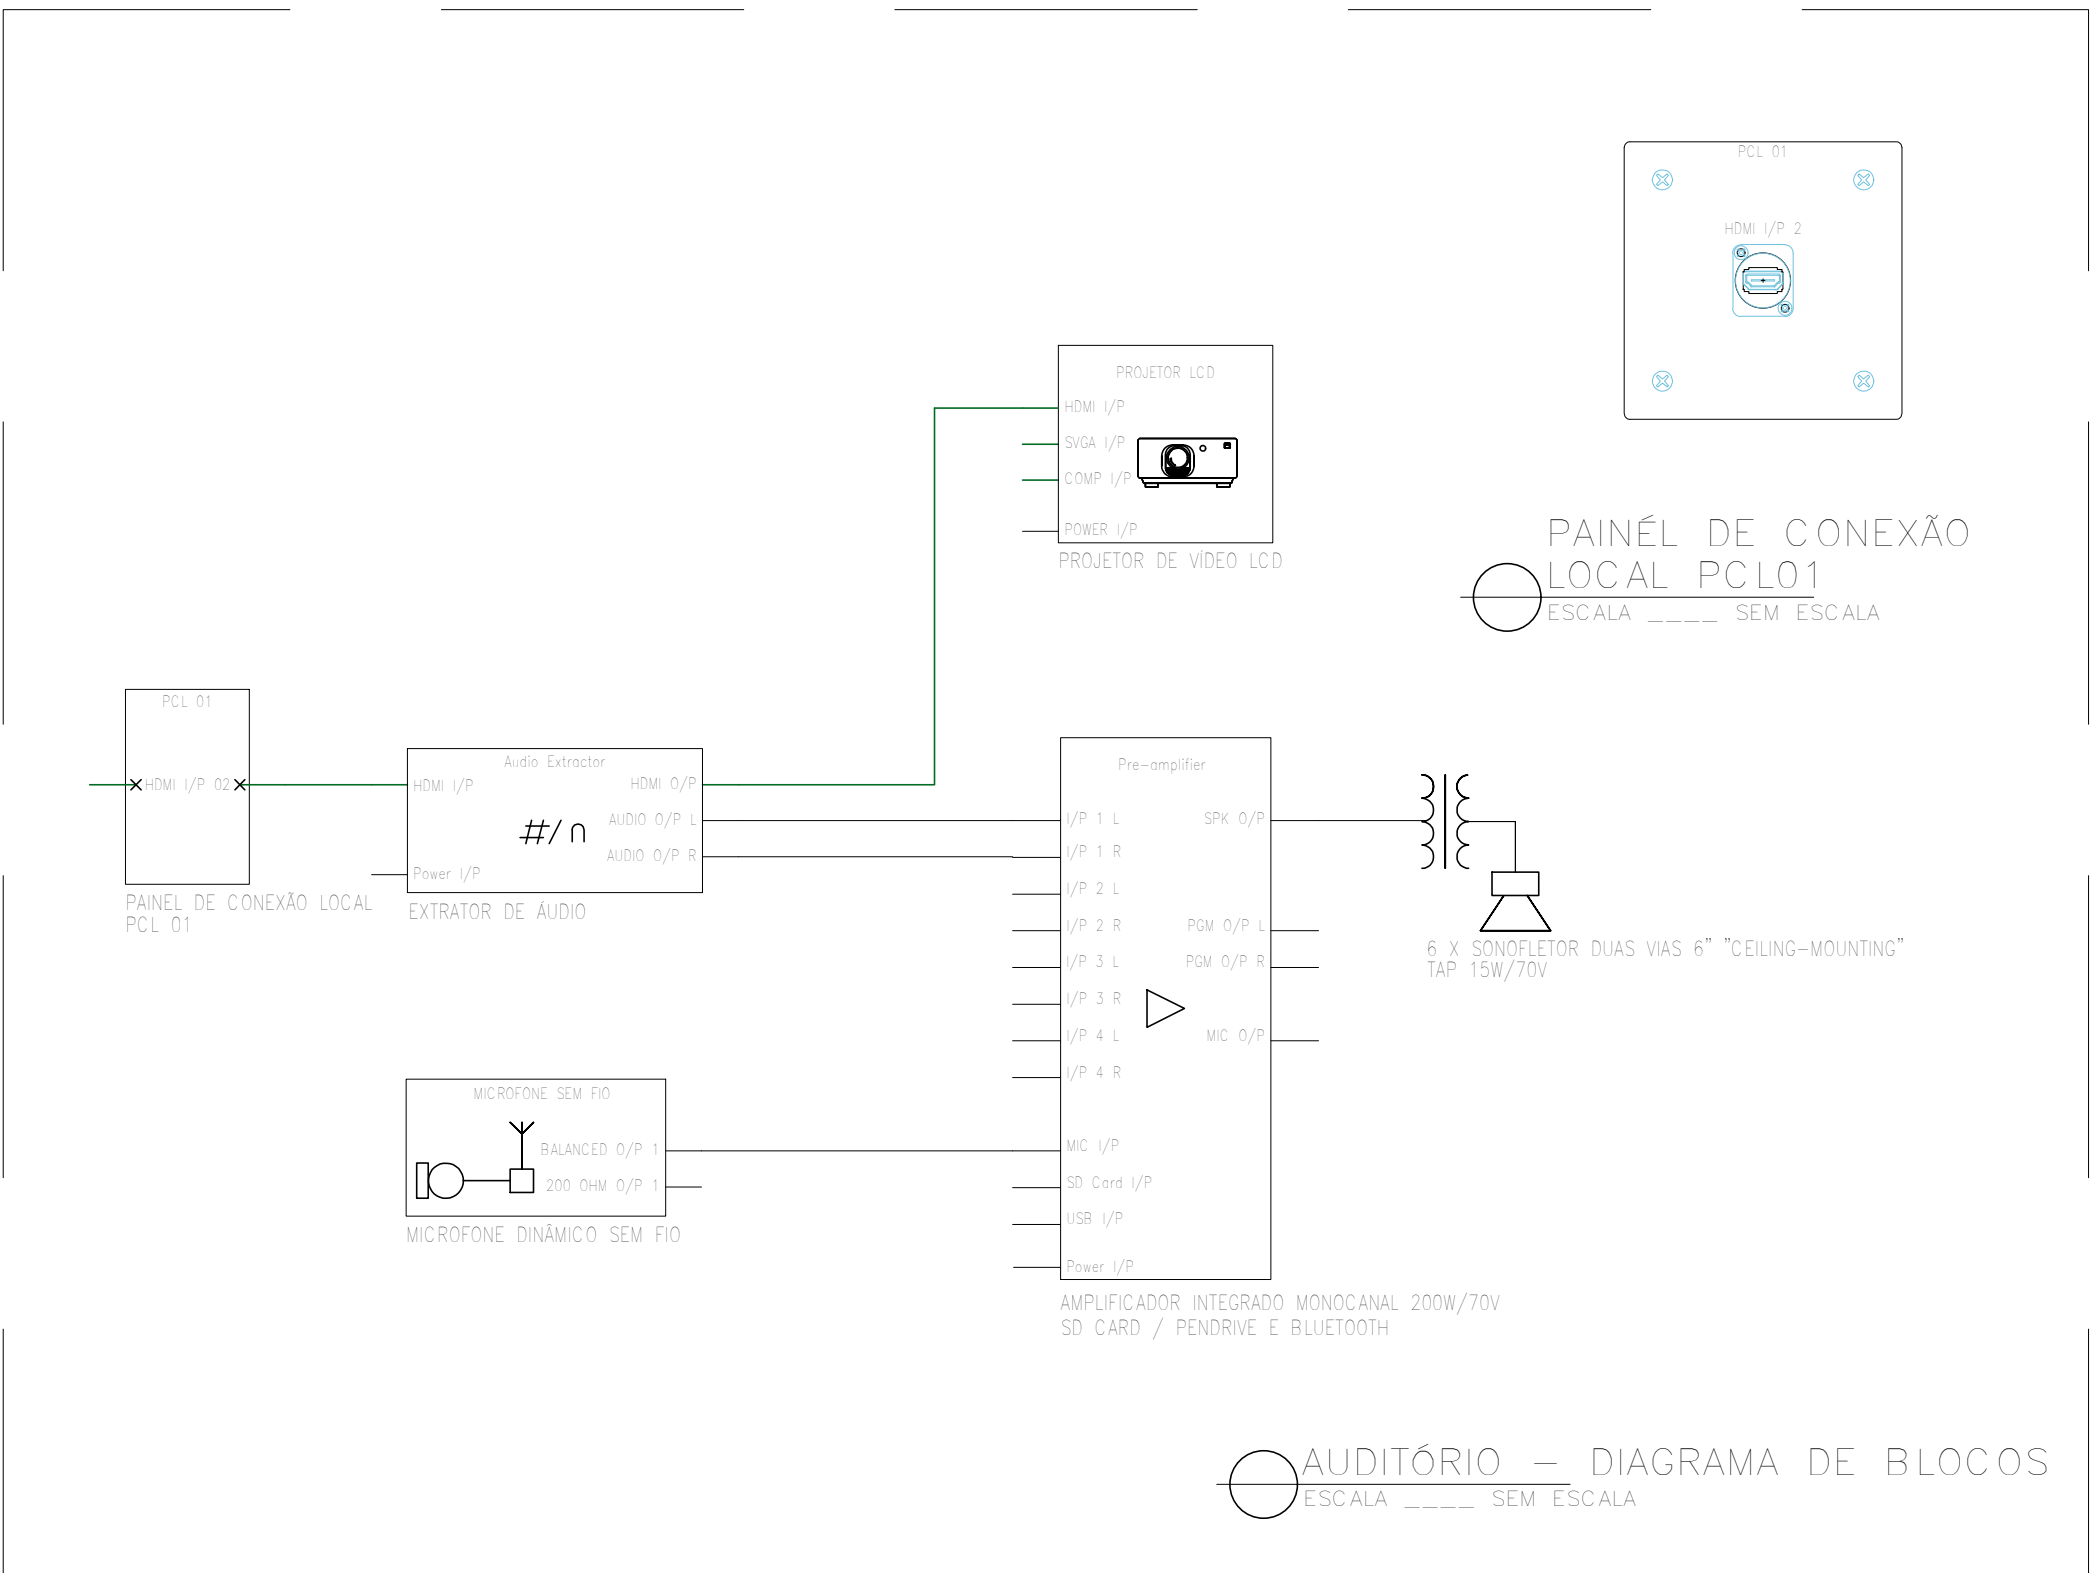 PCL 01
HDMI I/P 2
PAINÉL DE CONEXÃO
LOCAL PCL01
ESCALA ____ SEM ESCALA
PROJETOR LCD
HDMI I/P
SVGA I/P
COMP I/P
POWER I/P
PROJETOR DE VÍDEO LCD
PCL 01
HDMI I/P 02
PAINEL DE CONEXÃO LOCAL
PCL 01
Audio Extractor
HDMI I/P
HDMI O/P
AUDIO O/P L
#/n
AUDIO O/P R
Power I/P
EXTRATOR DE ÁUDIO
Pre-amplifier
I/P 1 L
SPK O/P
I/P 1 R
I/P 2 L
I/P 2 R
PGM O/P L
I/P 3 L
PGM O/P R
I/P 3 R
I/P 4 L
MIC O/P
I/P 4 R
MIC I/P
SD Card I/P
USB I/P
Power I/P
AMPLIFICADOR INTEGRADO MONOCANAL 200W/70V
SD CARD / PENDRIVE E BLUETOOTH
6 X SONOFLETOR DUAS VIAS 6" "CEILING-MOUNTING"
TAP 15W/70V
MICROFONE SEM FIO
BALANCED O/P 1
200 OHM O/P 1
MICROFONE DINÂMICO SEM FIO
AUDITÓRIO - DIAGRAMA DE BLOCOS
ESCALA ____ SEM ESCALA